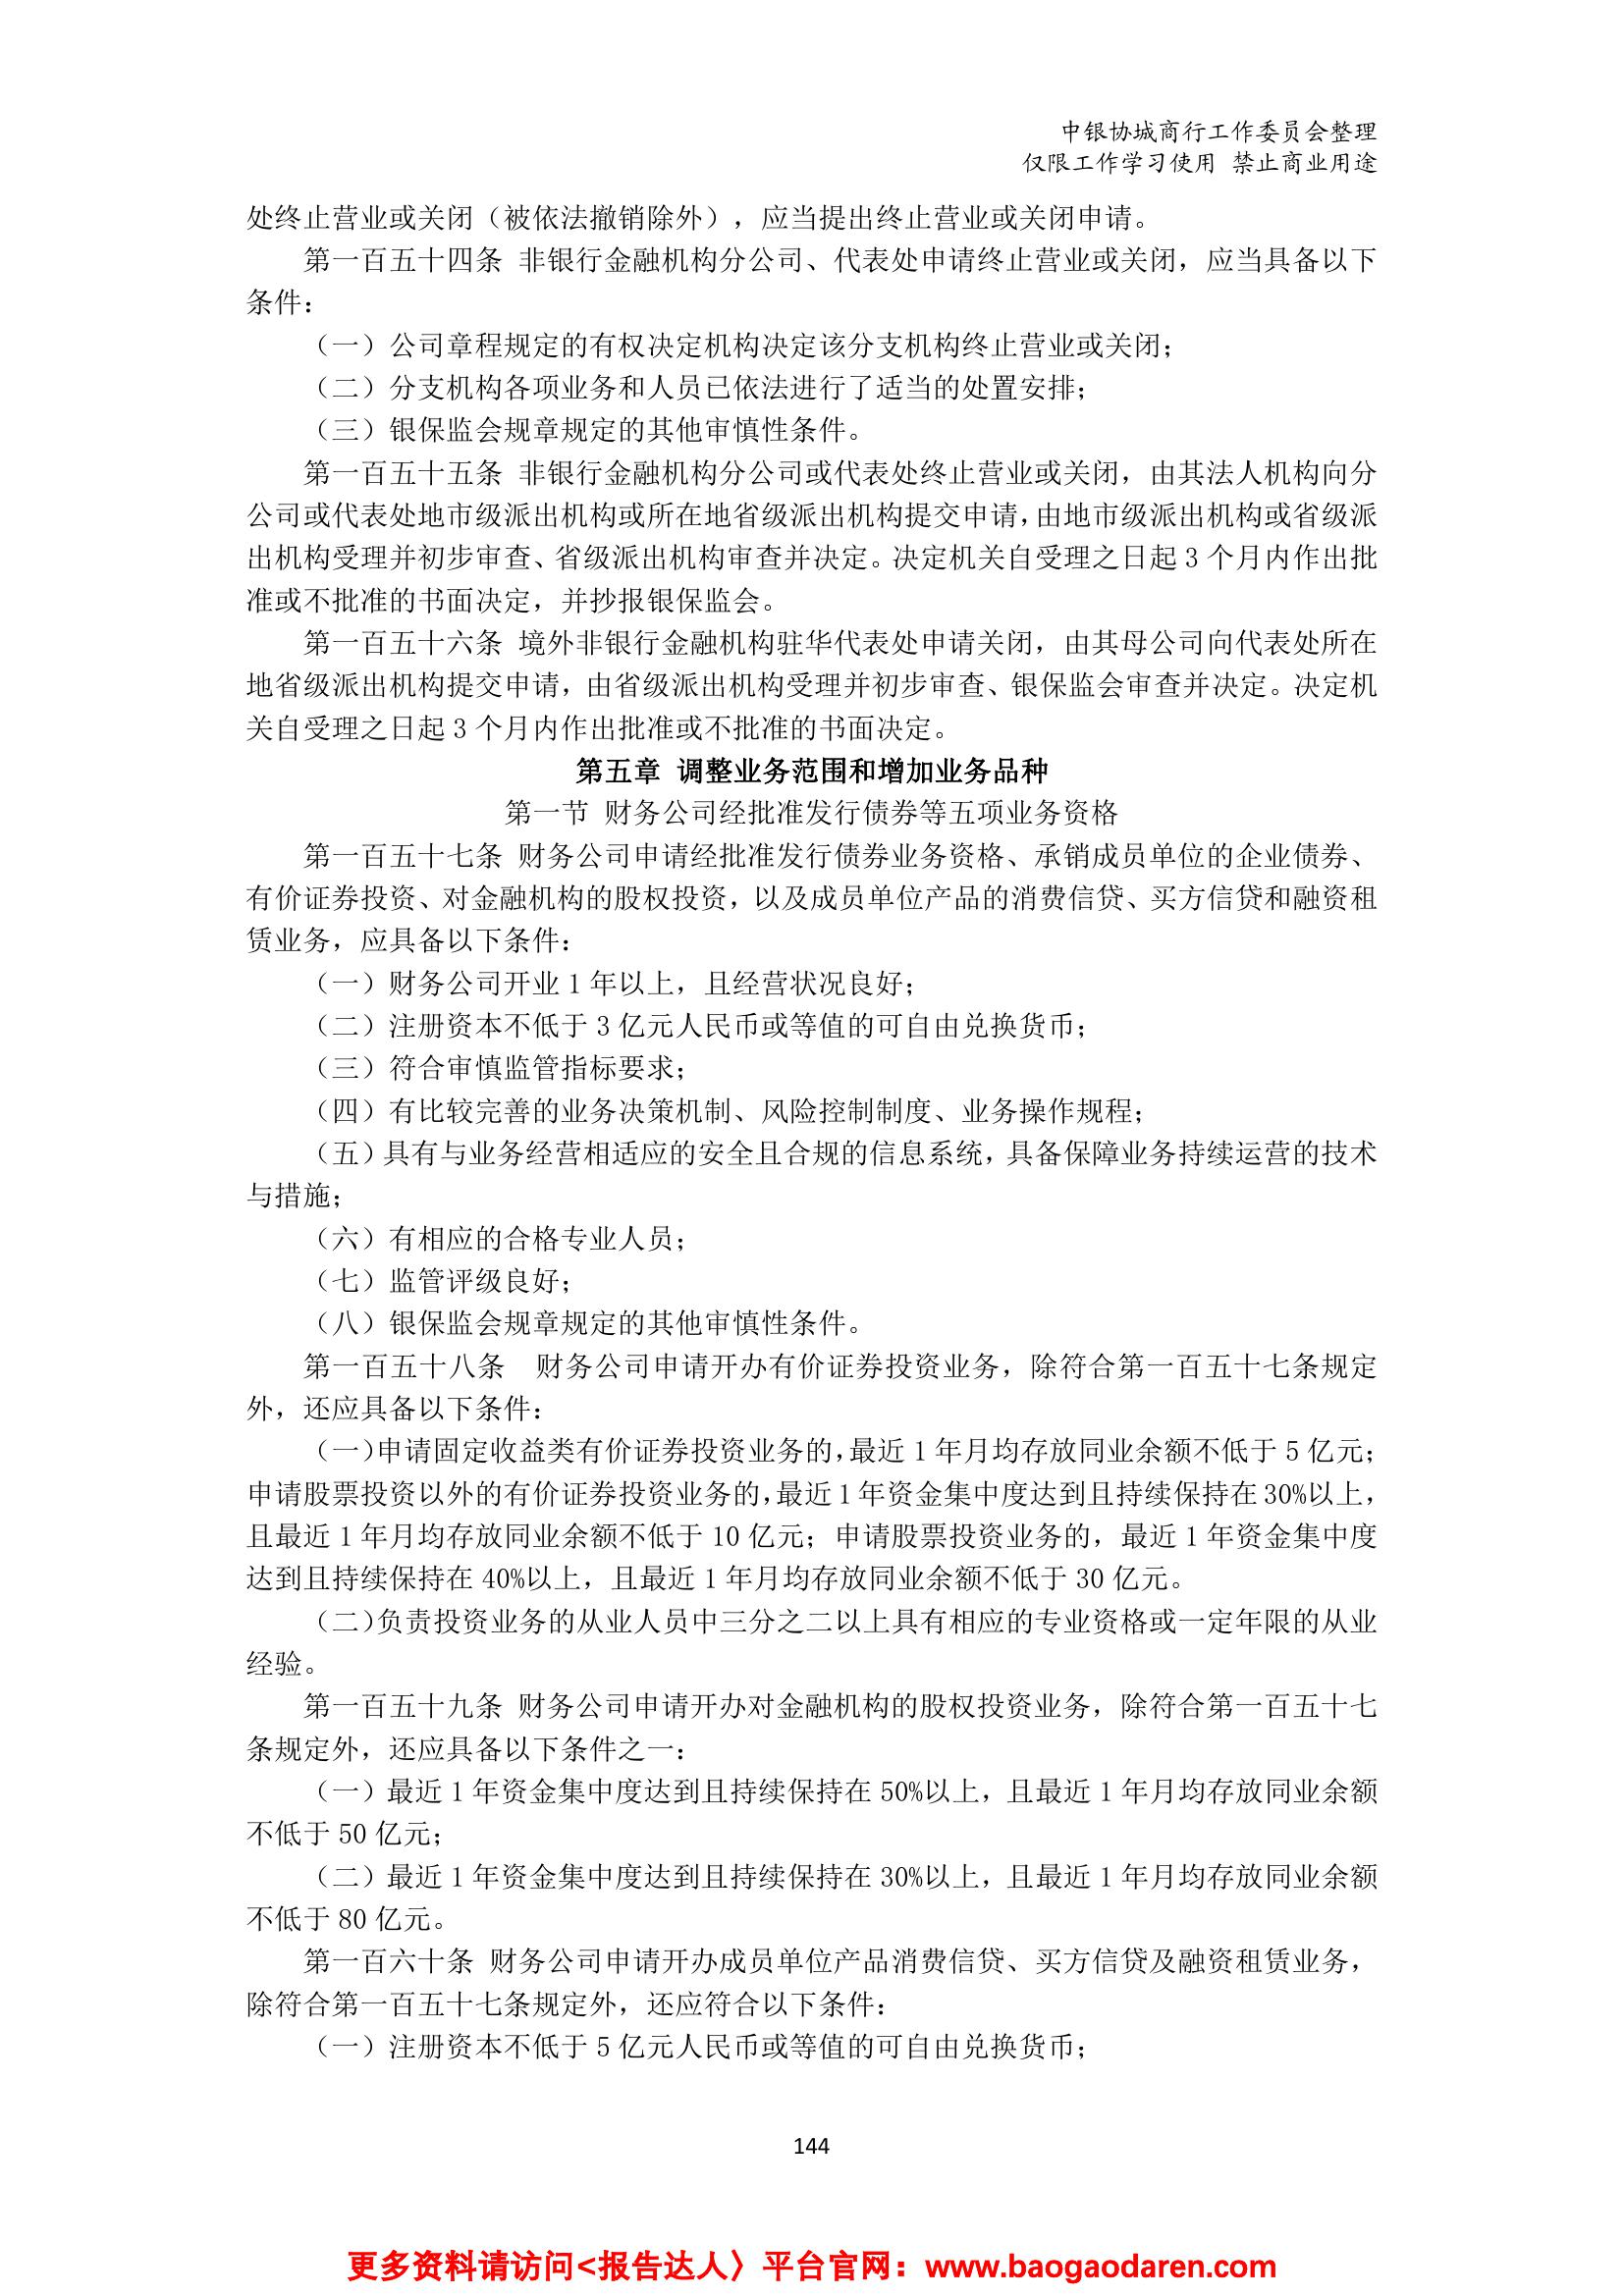 中银协城商行工作委员会整理
仅限工作学习使用 禁止商业用途
处终止营业或关闭（被依法撤销除外），应当提出终止营业或关闭申请。
第一百五十四条 非银行金融机构分公司、代表处申请终止营业或关闭，应当具备以下
条件：
（一）公司章程规定的有权决定机构决定该分支机构终止营业或关闭；
（二）分支机构各项业务和人员已依法进行了适当的处置安排；
（三）银保监会规章规定的其他审慎性条件。
第一百五十五条 非银行金融机构分公司或代表处终止营业或关闭，由其法人机构向分
公司或代表处地市级派出机构或所在地省级派出机构提交申请，由地市级派出机构或省级派
出机构受理并初步审查、省级派出机构审查并决定。决定机关自受理之日起 3 个月内作出批
准或不批准的书面决定，并抄报银保监会。
第一百五十六条 境外非银行金融机构驻华代表处申请关闭，由其母公司向代表处所在
地省级派出机构提交申请，由省级派出机构受理并初步审查、银保监会审查并决定。决定机
关自受理之日起 3 个月内作出批准或不批准的书面决定。
第五章 调整业务范围和增加业务品种
第一节 财务公司经批准发行债券等五项业务资格
第一百五十七条 财务公司申请经批准发行债券业务资格、承销成员单位的企业债券、
有价证券投资、对金融机构的股权投资，以及成员单位产品的消费信贷、买方信贷和融资租
赁业务，应具备以下条件：
（一）财务公司开业 1 年以上，且经营状况良好；
（二）注册资本不低于 3 亿元人民币或等值的可自由兑换货币；
（三）符合审慎监管指标要求；
（四）有比较完善的业务决策机制、风险控制制度、业务操作规程；
（五）具有与业务经营相适应的安全且合规的信息系统，具备保障业务持续运营的技术
与措施；
（六）有相应的合格专业人员；
（七）监管评级良好；
（八）银保监会规章规定的其他审慎性条件。
第一百五十八条　财务公司申请开办有价证券投资业务，除符合第一百五十七条规定
外，还应具备以下条件：
（一）申请固定收益类有价证券投资业务的，最近 1 年月均存放同业余额不低于 5 亿元；
申请股票投资以外的有价证券投资业务的，最近 1 年资金集中度达到且持续保持在 30%以上，
且最近 1 年月均存放同业余额不低于 10 亿元；申请股票投资业务的，最近 1 年资金集中度
达到且持续保持在 40%以上，且最近 1 年月均存放同业余额不低于 30 亿元。
（二）负责投资业务的从业人员中三分之二以上具有相应的专业资格或一定年限的从业
经验。
第一百五十九条 财务公司申请开办对金融机构的股权投资业务，除符合第一百五十七
条规定外，还应具备以下条件之一：
（一）最近 1 年资金集中度达到且持续保持在 50%以上，且最近 1 年月均存放同业余额
不低于 50 亿元；
（二）最近 1 年资金集中度达到且持续保持在 30%以上，且最近 1 年月均存放同业余额
不低于 80 亿元。
第一百六十条 财务公司申请开办成员单位产品消费信贷、买方信贷及融资租赁业务，
除符合第一百五十七条规定外，还应符合以下条件：
（一）注册资本不低于 5 亿元人民币或等值的可自由兑换货币；
144
更多资料请访问<报告达人〉平台官网：www.baogaodaren.com